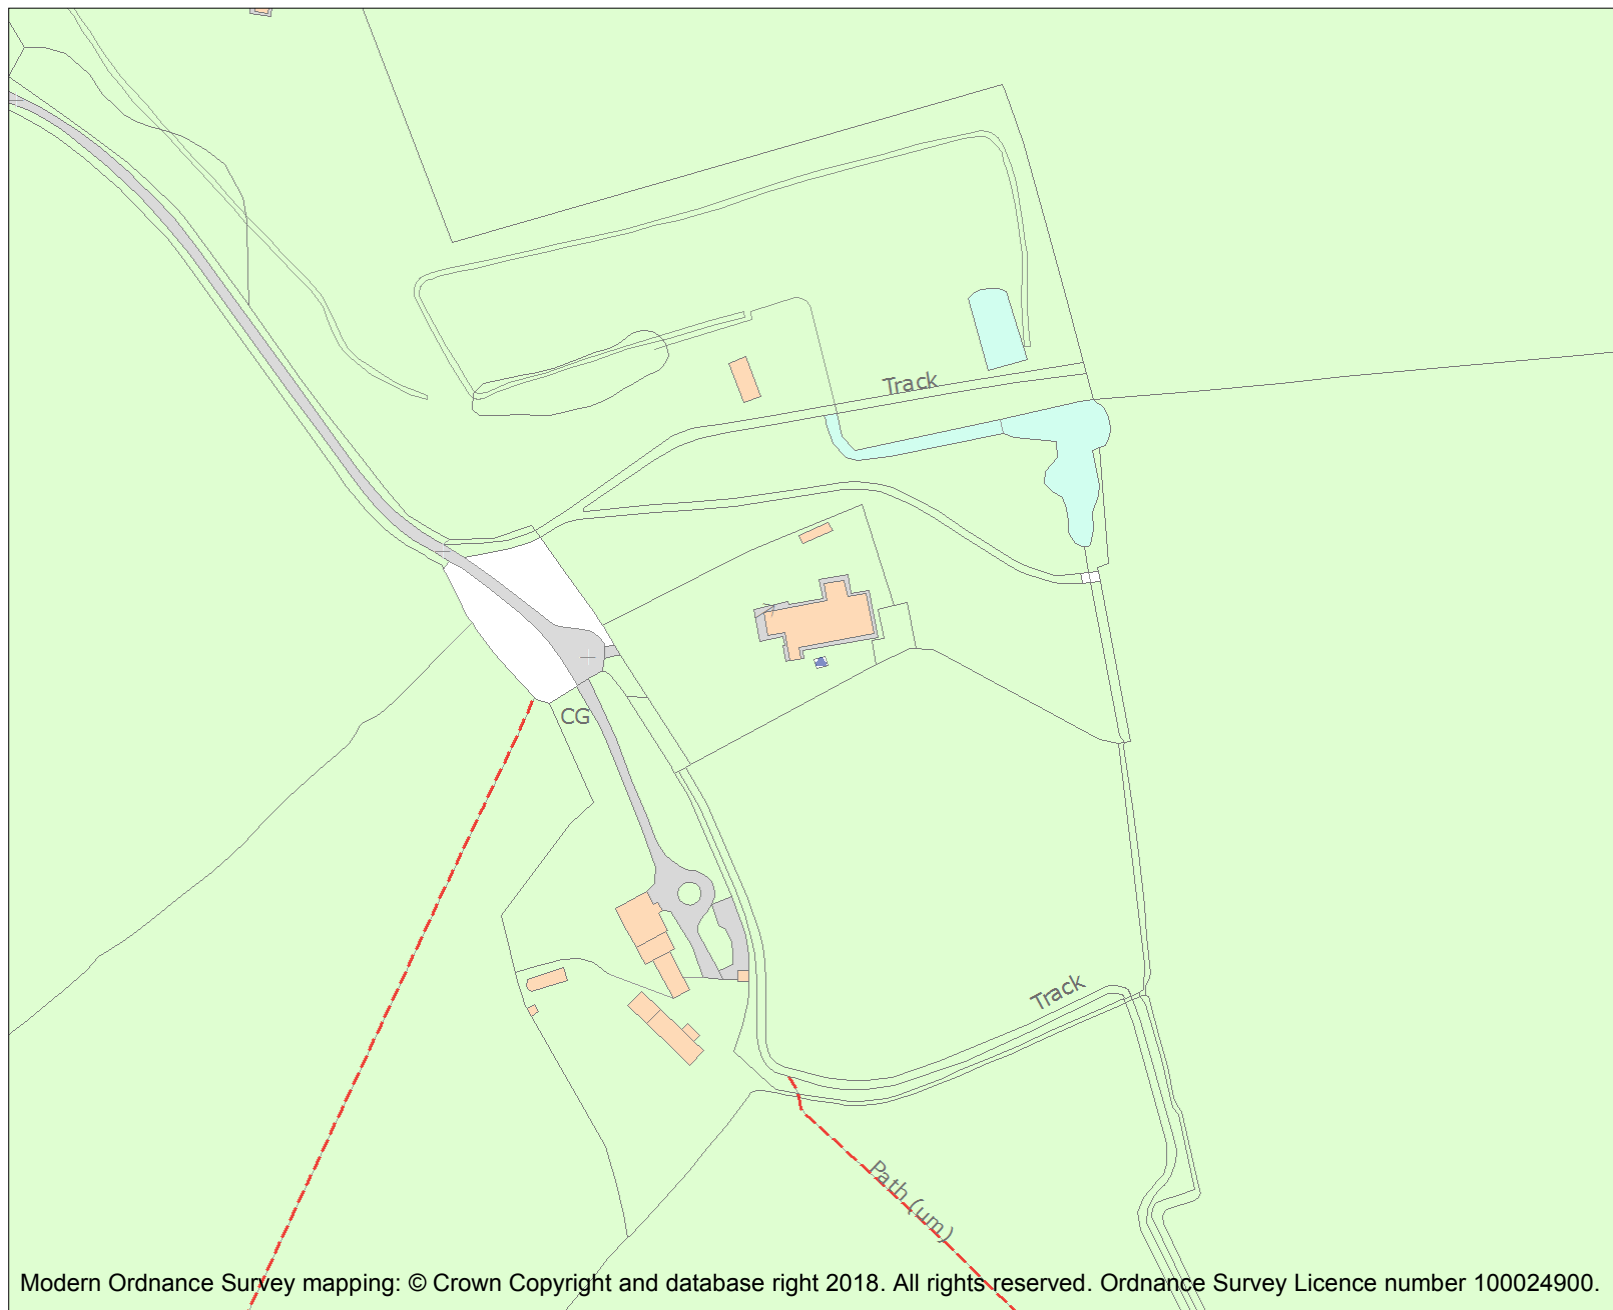 Track
CG
Track
Path (um)
Modern Ordnance Survey mapping: © Crown Copyright and database right 2018. All rights reserved. Ordnance Survey Licence number 100024900.